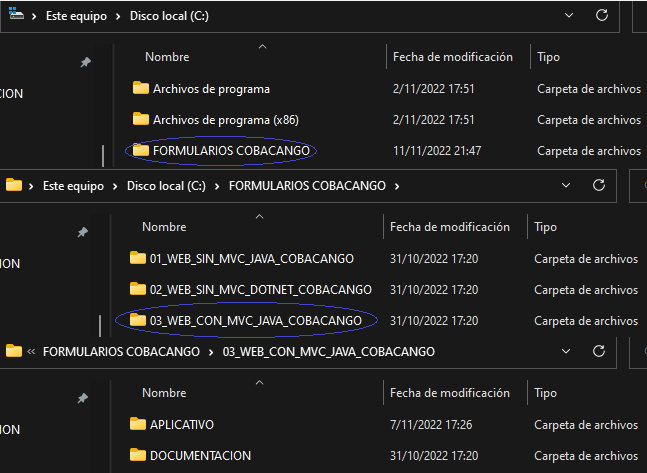 Este equipo > Disco local (C:)
Nombre Fecha de modificación Tipo
CION
Archivos de programa 2/11/2022 17:51 Carpeta de archivos
Archivos de programa (x86) 2/11/2022 17:51 Carpeta de archivos
FORMULARIOS COBACANGO 11/11/2022 21:47 Carpeta de archivos
Este equipo > Disco local (C:) > FORMULARIOS COBACANGO >
Nombre Fecha de modificación Tipo
ION
01_WEB_SIN_MVC_JAVA_COBACANGO 31/10/2022 17:20 Carpeta de archivos
02_WEB_SIN_MVC_DOTNET_COBACANGO 31/10/2022 17:20 Carpeta de archivos
03_WEB_CON_MVC_JAVA_COBACANGO 31/10/2022 17:20 Carpeta de archivos
« FORMULARIOS COBACANGO > 03_WEB_CON_MVC_JAVA_COBACANGO
Nombre Fecha de modificación Tipo
ION
APLICATIVO 7/11/2022 17:26 Carpeta de archivos
DOCUMENTACION 31/10/2022 17:20 Carpeta de archivos